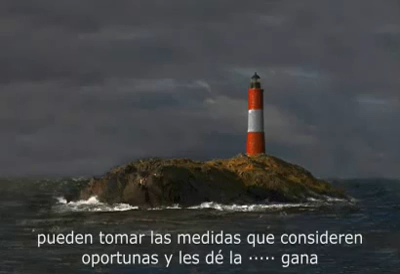 pueden tomar las medidas que consideren
oportunas y les dé la ····· gana